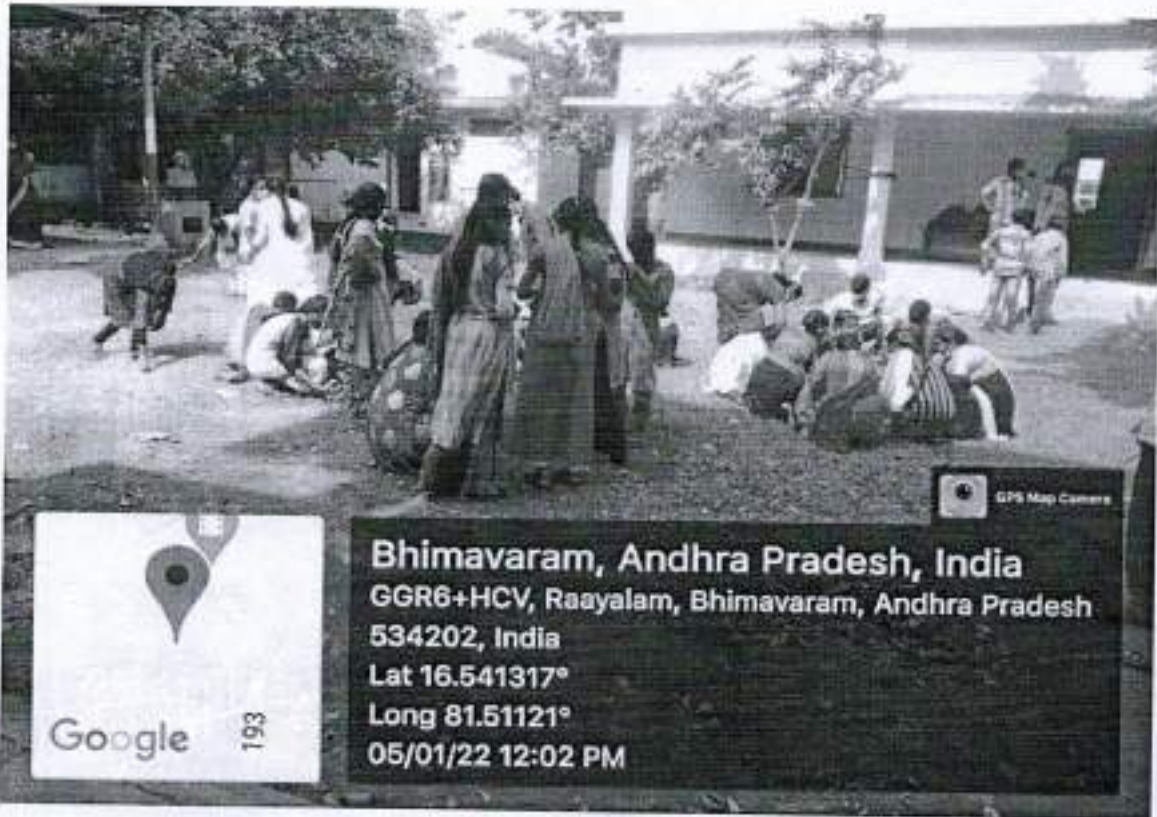 GPS Map Camera
Bhimavaram, Andhra Pradesh, India
GGR6+HCV, Raayalam, Bhimavaram, Andhra Pradesh
534202, India
Lat 16.541317°
Long 81.51121°
05/01/22 12:02 PM
Google
193